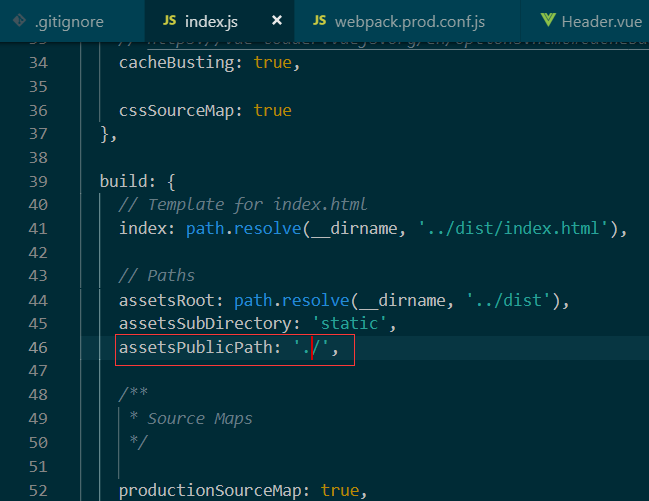 .gitignore
JS index.js ×
JS webpack.prod.conf.js
Header.vue
34 cacheBusting: true,
35
36 cssSourceMap: true
37 },
38
39 build: {
40 // Template for index.html
41 index: path.resolve(__dirname, '../dist/index.html'),
42
43 // Paths
44 assetsRoot: path.resolve(__dirname, '../dist'),
45 assetsSubDirectory: 'static',
46 assetsPublicPath: './',
47
48 /**
49 * Source Maps
50 */
51
52 productionSourceMap: true,